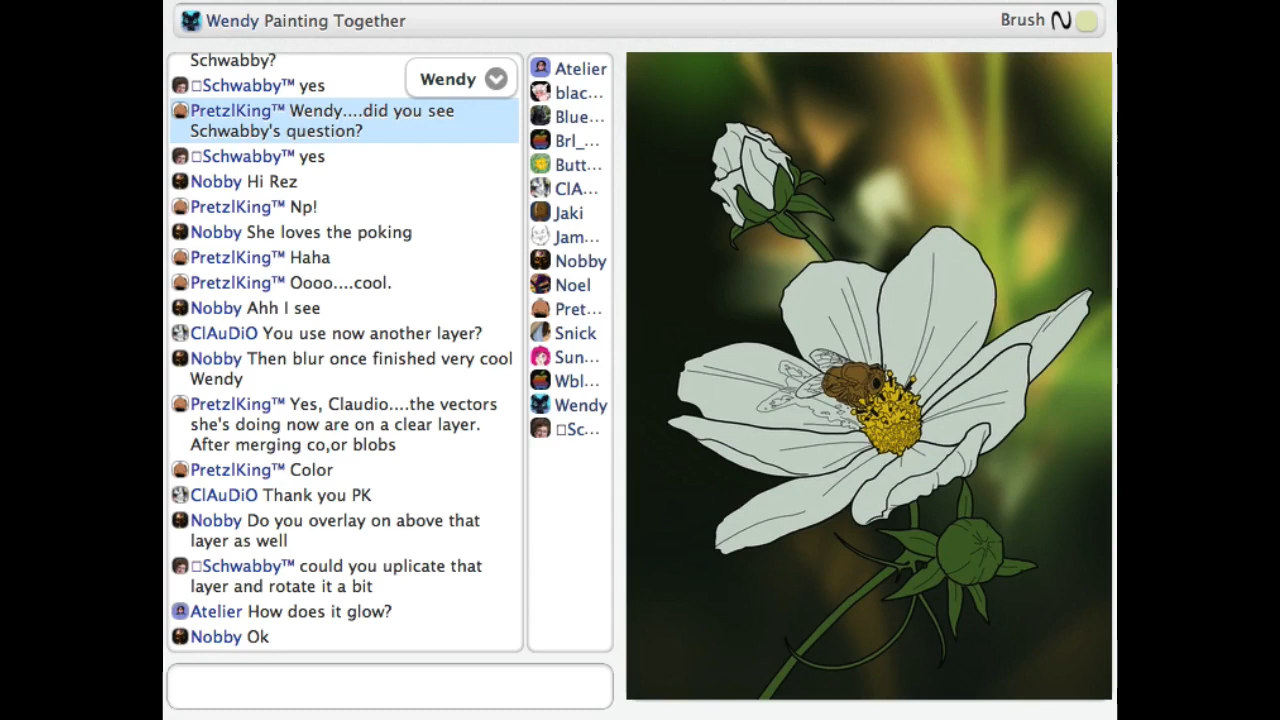 Wendy Painting Together
Brush
Schwabby?
□Schwabby™ yes
Wendy
PretzlKing™ Wendy....did you see
Schwabby's question?
□Schwabby™ yes
Nobby Hi Rez
PretzlKing™ Np!
Nobby She loves the poking
PretzlKing™ Haha
PretzlKing™ Oooo....cool.
Nobby Ahh I see
ClAuDiO You use now another layer?
Nobby Then blur once finished very cool
Wendy
PretzlKing™ Yes, Claudio....the vectors
she's doing now are on a clear layer.
After merging co,or blobs
PretzlKing™ Color
ClAuDiO Thank you PK
Nobby Do you overlay on above that
layer as well
□Schwabby™ could you uplicate that
layer and rotate it a bit
Atelier How does it glow?
Nobby Ok
Atelier
blac...
Blue...
Brl_...
Butt...
ClA...
Jaki
Jam...
Nobby
Noel
Pret...
Snick
Sun...
Wbl...
Wendy
□Sc...